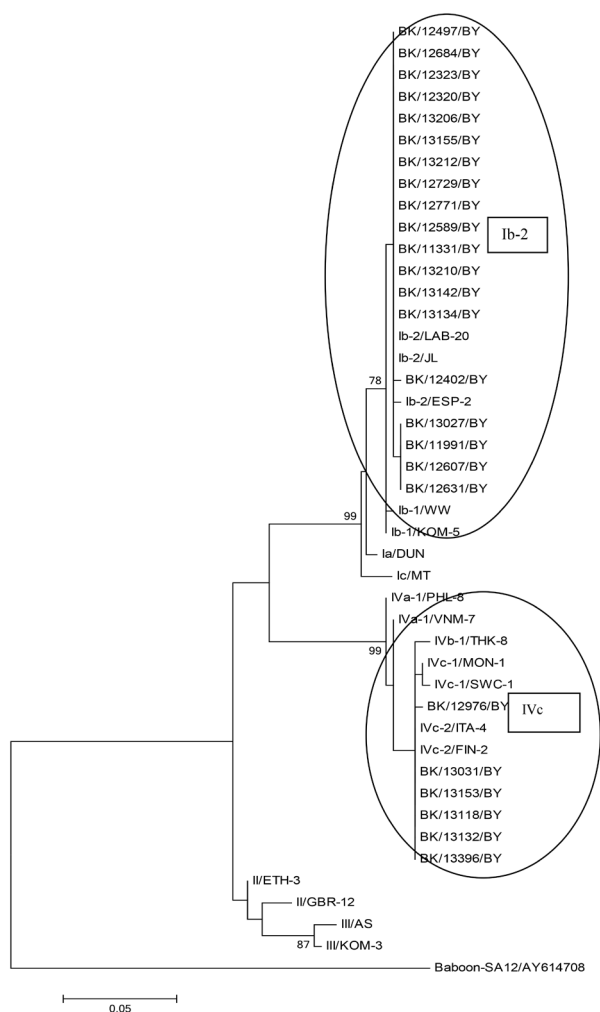 BK/12497/BY
BK/12684/BY
BK/12323/BY
BK/12320/BY
BK/13206/BY
BK/13155/BY
BK/13212/BY
BK/12729/BY
BK/12771/BY
BK/12589/BY
Ib-2
BK/11331/BY
BK/13210/BY
BK/13142/BY
BK/13134/BY
Ib-2/LAB-20
Ib-2/JL
78
BK/12402/BY
Ib-2/ESP-2
BK/13027/BY
BK/11991/BY
BK/12607/BY
BK/12631/BY
Ib-1/WW
99
Ib-1/KOM-5
Ia/DUN
Ic/MT
IVa-1/PHL-8
IVa-1/VNM-7
IVb-1/THK-8
99
IVc-1/MON-1
IVc-1/SWC-1
BK/12976/BY
IVc
IVc-2/ITA-4
IVc-2/FIN-2
BK/13031/BY
BK/13153/BY
BK/13118/BY
BK/13132/BY
BK/13396/BY
II/ETH-3
II/GBR-12
III/AS
87
III/KOM-3
Baboon-SA12/AY614708
0.05